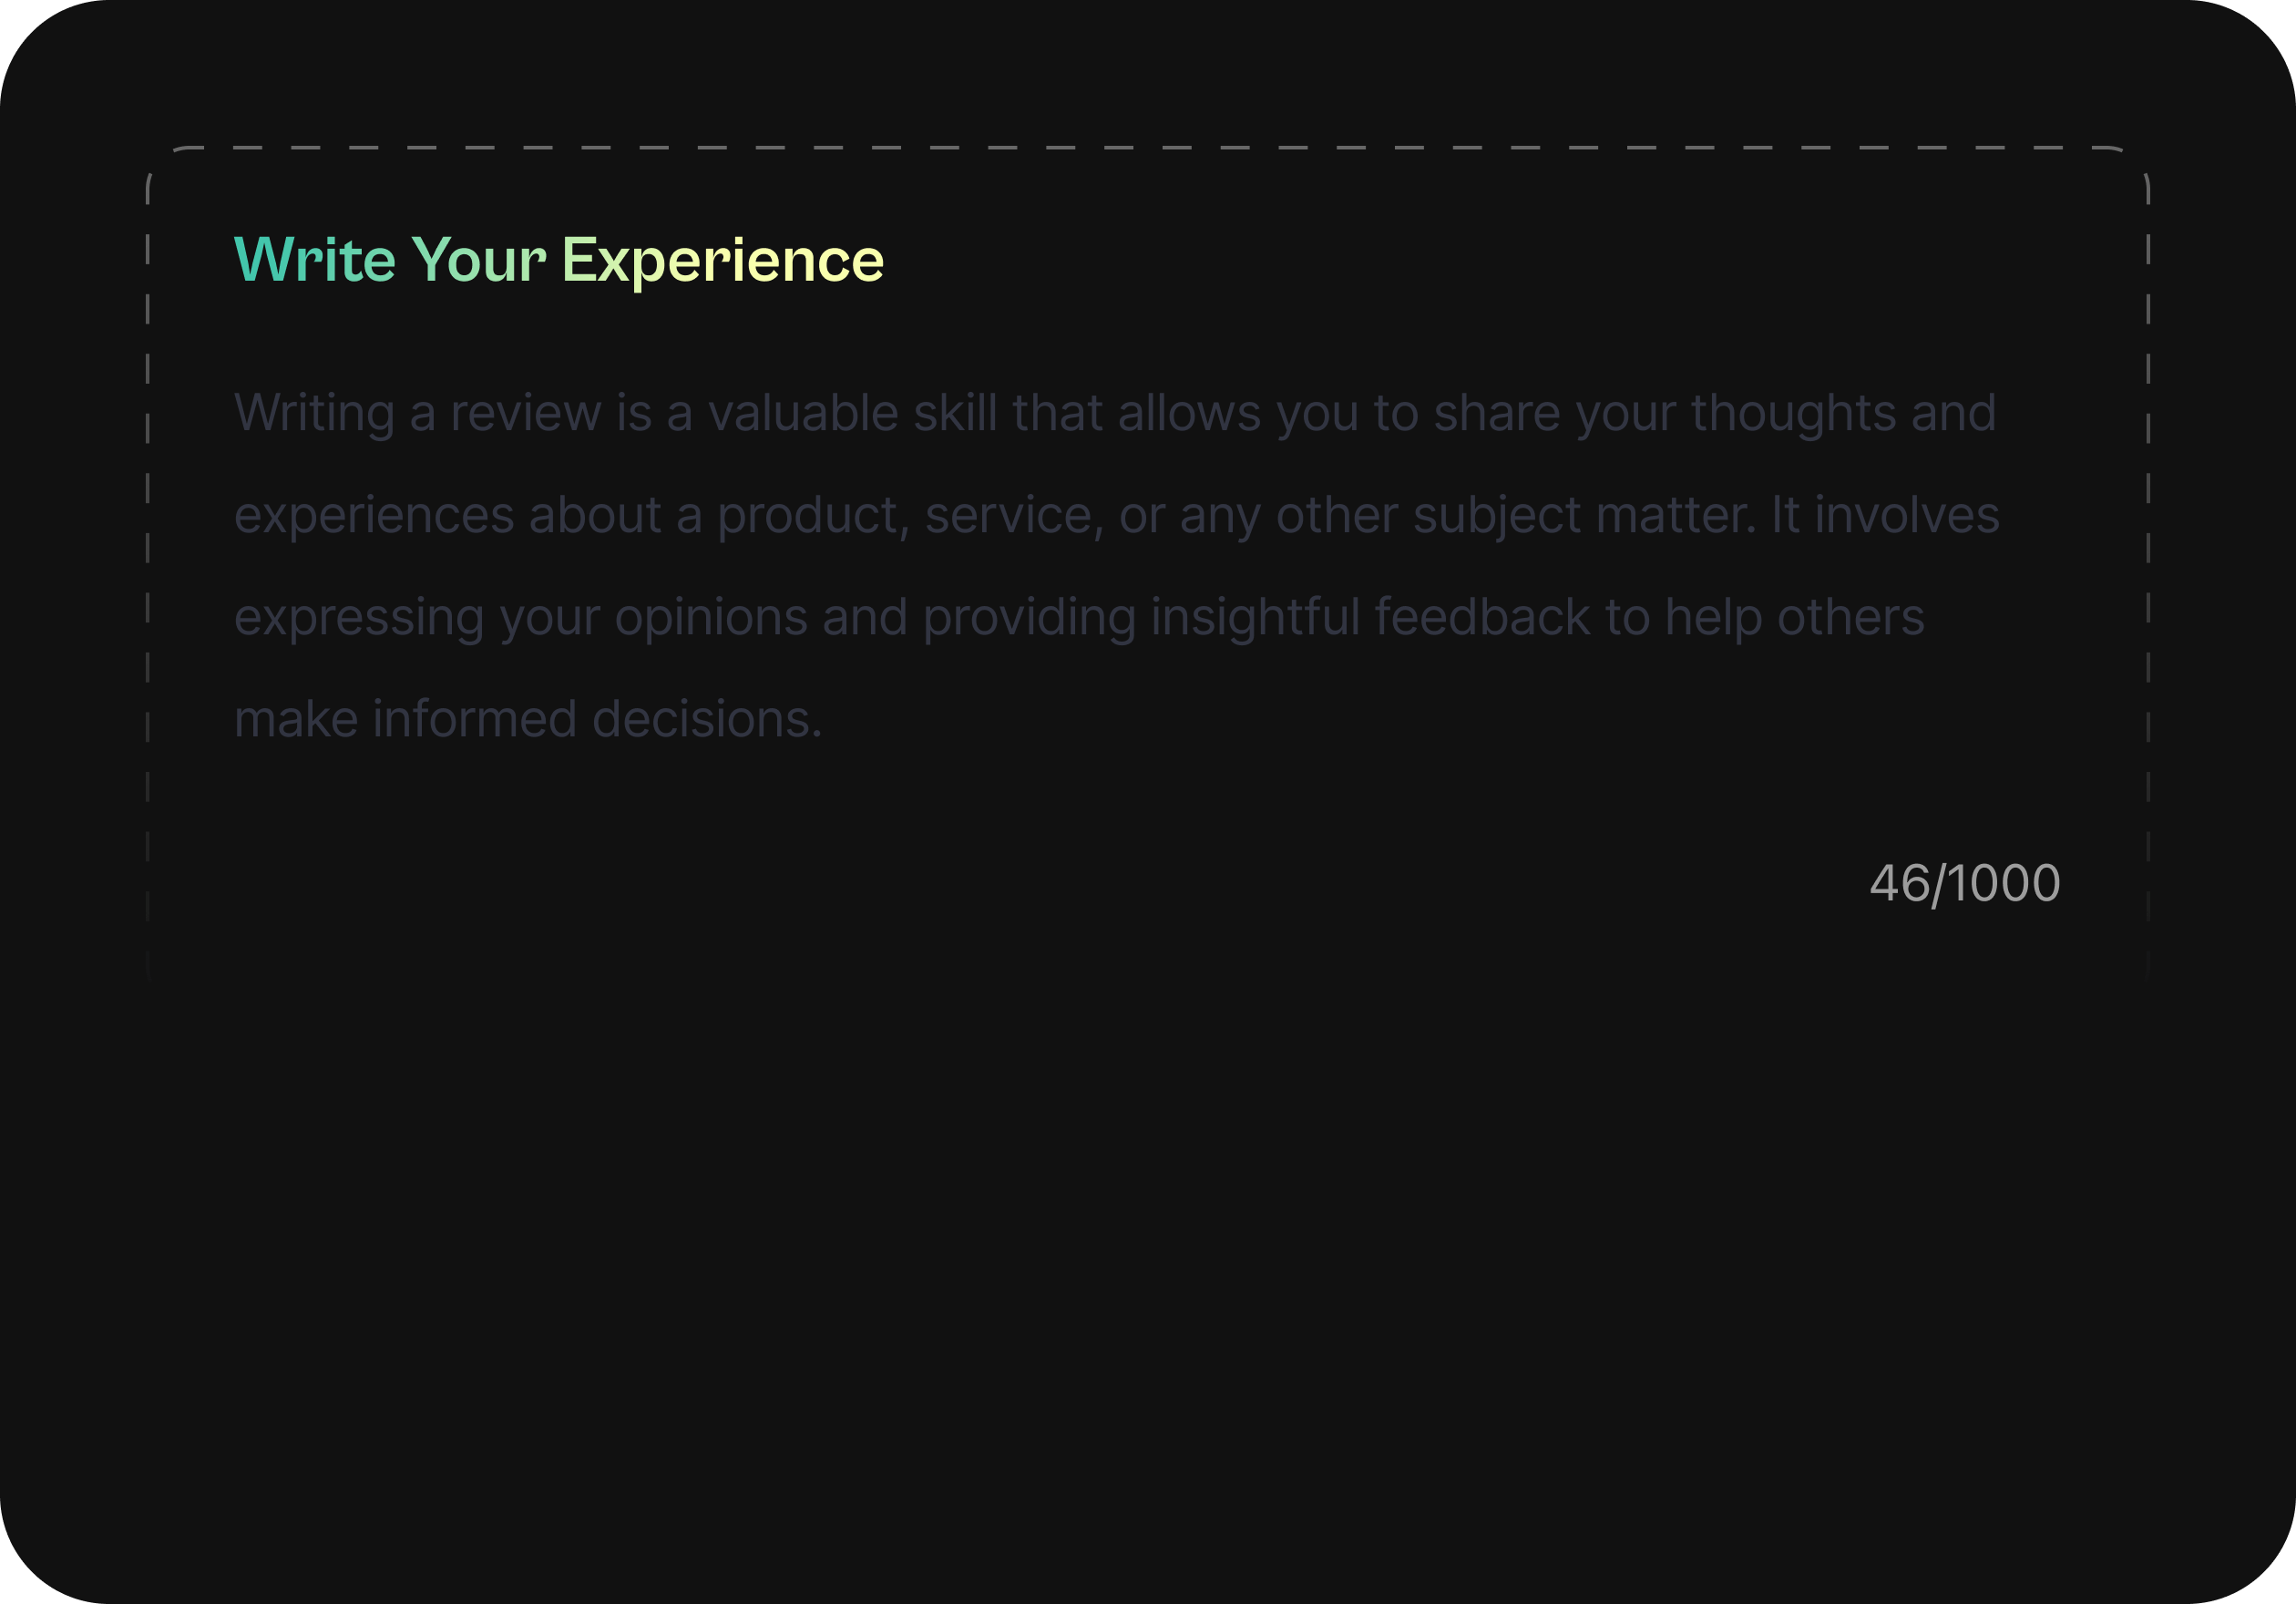 Write Your Experience
Writing a review is a valuable skill that allows you to share your thoughts and
experiences about a product, service, or any other subject matter. It involves
expressing your opinions and providing insightful feedback to help others
make informed decisions.
46/1000